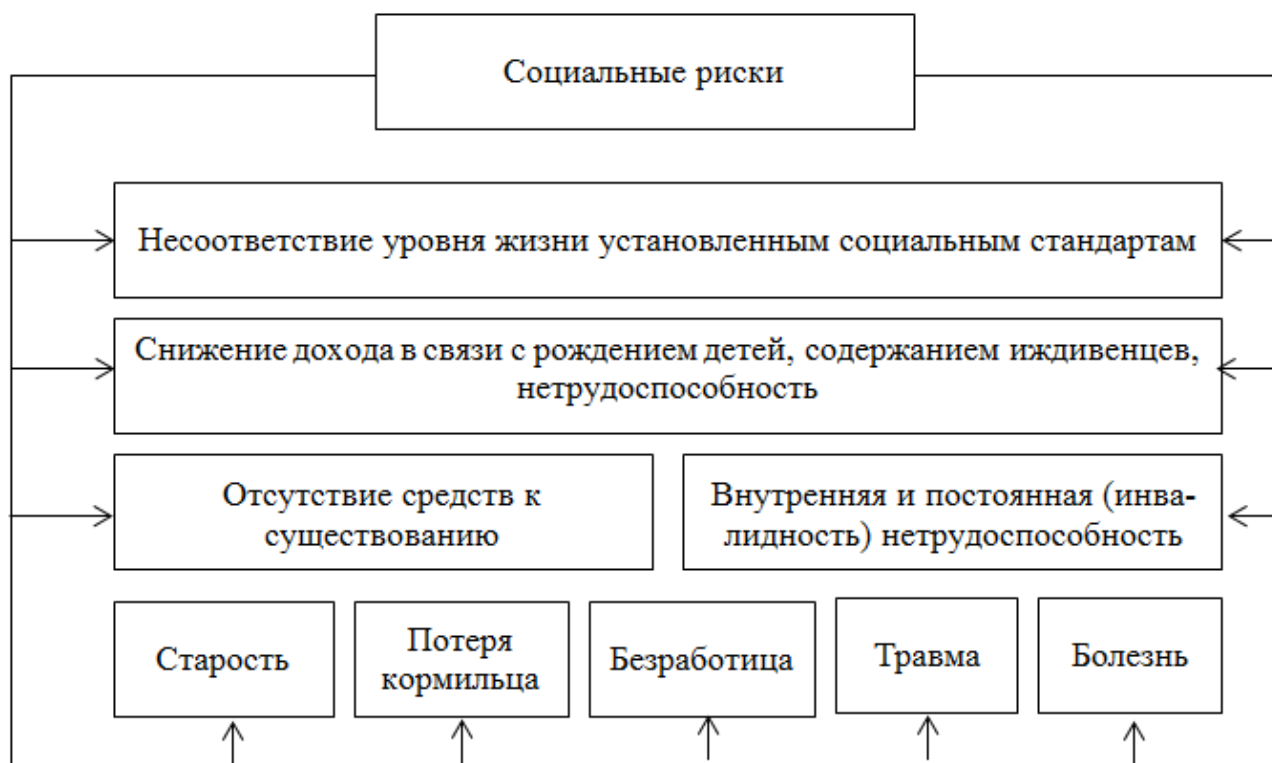 Социальные риски
Несоответствие уровня жизни установленным социальным стандартам
Снижение дохода в связи с рождением детей, содержанием иждивенцев,
нетрудоспособность
Отсутствие средств к
существованию
Внутренняя и постоянная (инва-
лидность) нетрудоспособность
Старость
Потеря
кормильца
Безработица
Травма
Болезнь